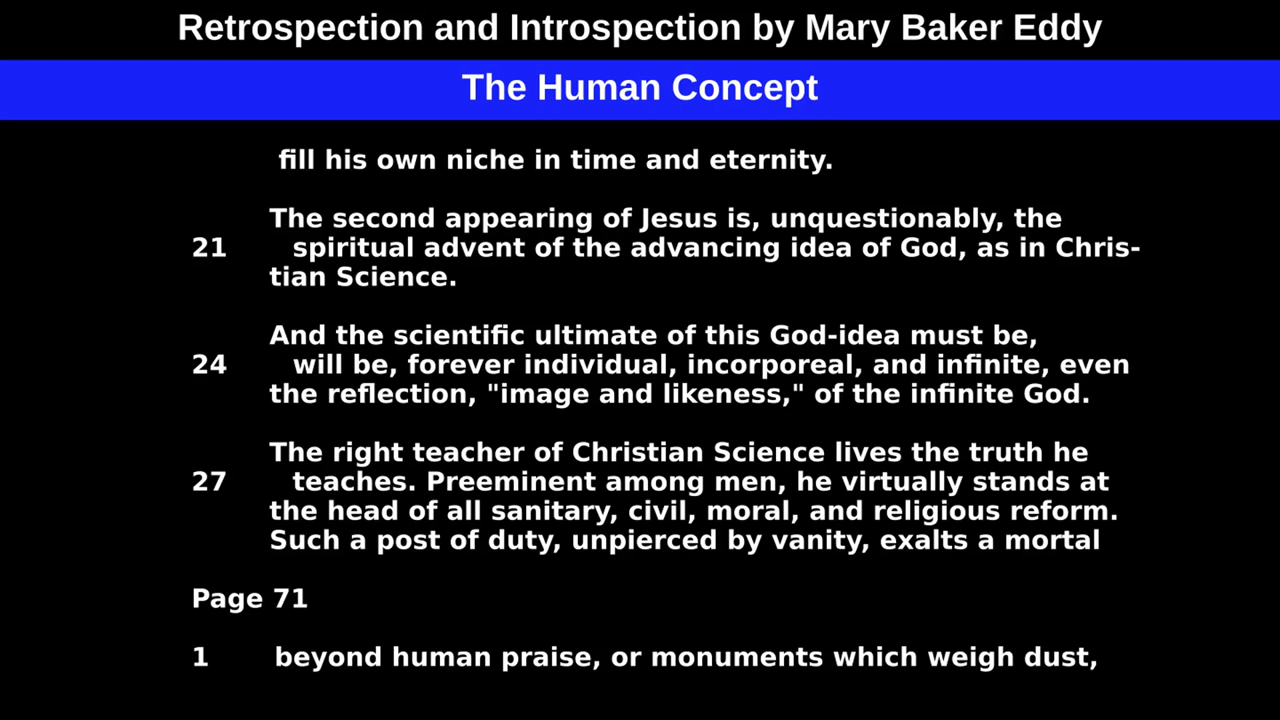 Retrospection and Introspection by Mary Baker Eddy
The Human Concept
fill his own niche in time and eternity.
The second appearing of Jesus is, unquestionably, the
21 spiritual advent of the advancing idea of God, as in Chris-
tian Science.
And the scientific ultimate of this God-idea must be,
24 will be, forever individual, incorporeal, and infinite, even
the reflection, "image and likeness," of the infinite God.
The right teacher of Christian Science lives the truth he
27 teaches. Preeminent among men, he virtually stands at
the head of all sanitary, civil, moral, and religious reform.
Such a post of duty, unpierced by vanity, exalts a mortal
Page 71
1 beyond human praise, or monuments which weigh dust,